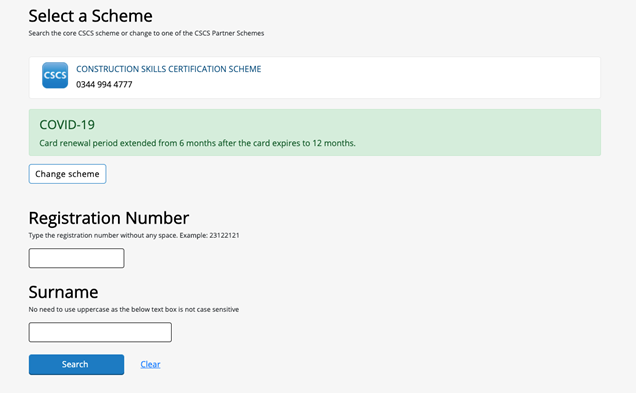 Select a Scheme
Search the core CSCS scheme or change to one of the CSCS Partner Schemes
CSCS
CONSTRUCTION SKILLS CERTIFICATION SCHEME
0344 994 4777
COVID-19
Card renewal period extended from 6 months after the card expires to 12 months.
Change scheme
Registration Number
Type the registration number without any space. Example: 23122121
Surname
No need to use uppercase as the below text box is not case sensitive
Search
Clear